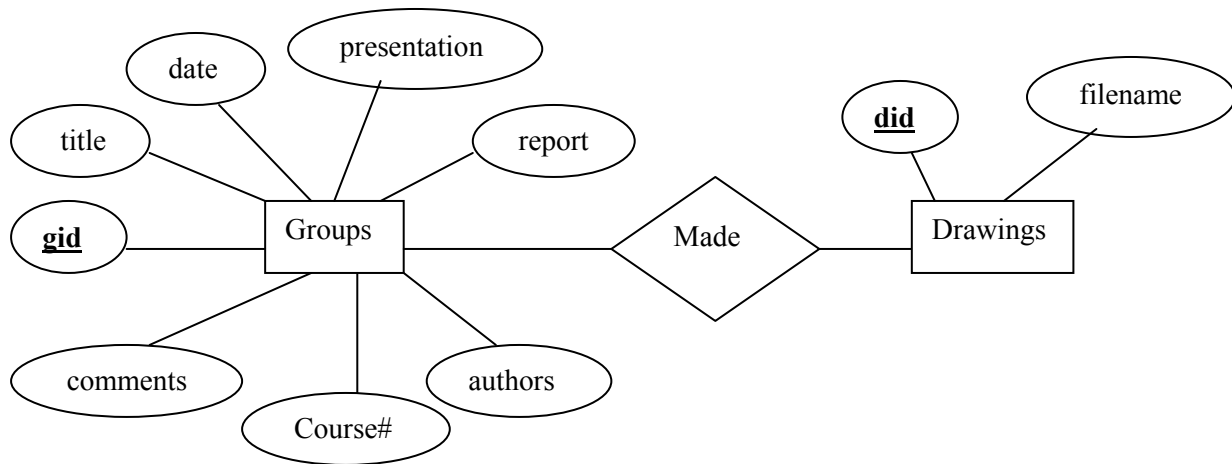 presentation
date
filename
did
title
report
Groups
Made
Drawings
gid
comments
authors
Course#